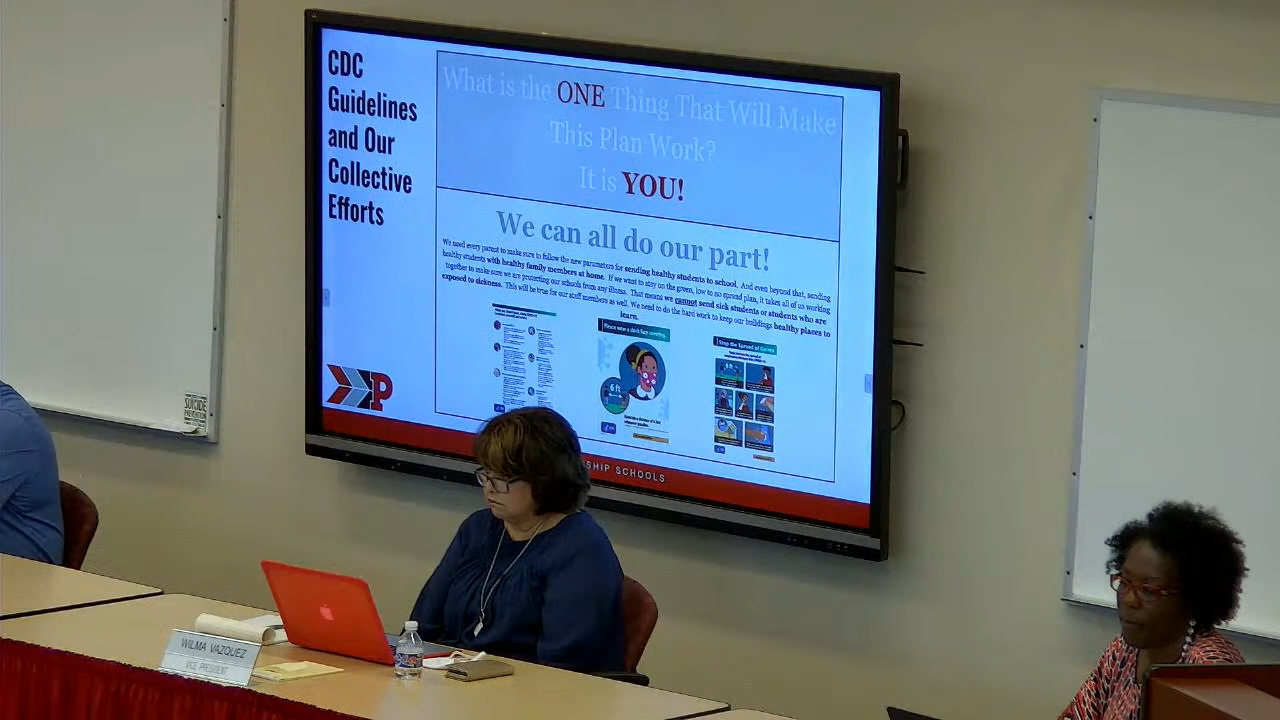 CDC
Guidelines
and Our
Collective
Efforts
What is the ONE Thing That Will Make
This Plan Work?
It is YOU!
We can all do our part!
We need every parent to make sure to follow the new parameters for sending healthy students to school. And even beyond that, sending
healthy students with healthy family members at home. If we want to stay on the green, low to no spread plan, it takes all of us working
together to make sure we are protecting our schools from any illness. That means we cannot send sick students or students who are
exposed to sickness. This will be true for our staff members as well. We need to do the hard work to keep our buildings healthy places to
learn.
Please wear a cloth face covering.
6 ft
Stop the Spread of Germs
P
SHIP SCHOOLS
SUICIDE
PREVENTION
WILMA VAZQUEZ
VICE PRESIDENT